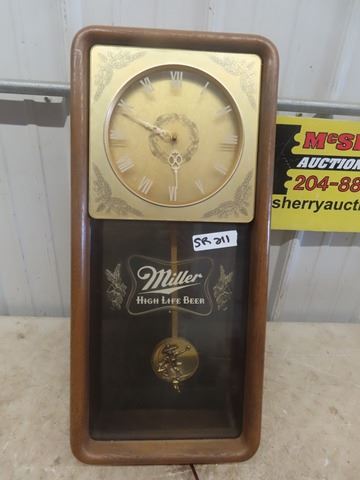 McSh
AUCTION
204-88
sherryauct
SR 211
Miller
HIGH LIFE BEER